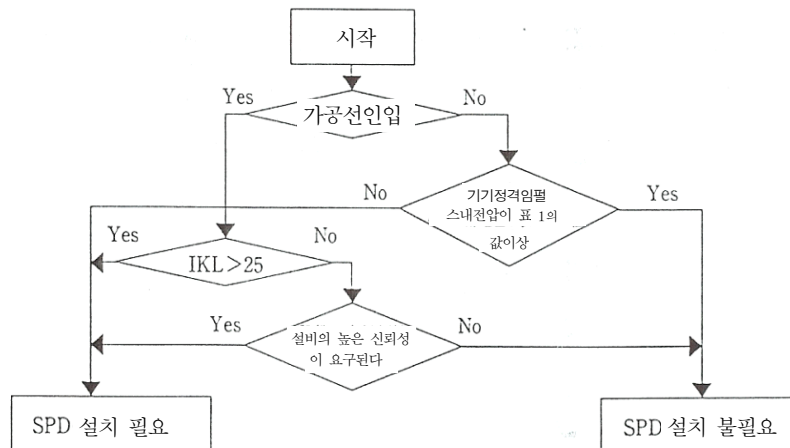 시작
Yes
No
가공선인입
No
기기정격임펄
스내전압이 표 1의
값이상
Yes
Yes
IKL>25
No
Yes
설비의 높은 신뢰성
이 요구된다
No
SPD 설치 필요
SPD 설치 불필요